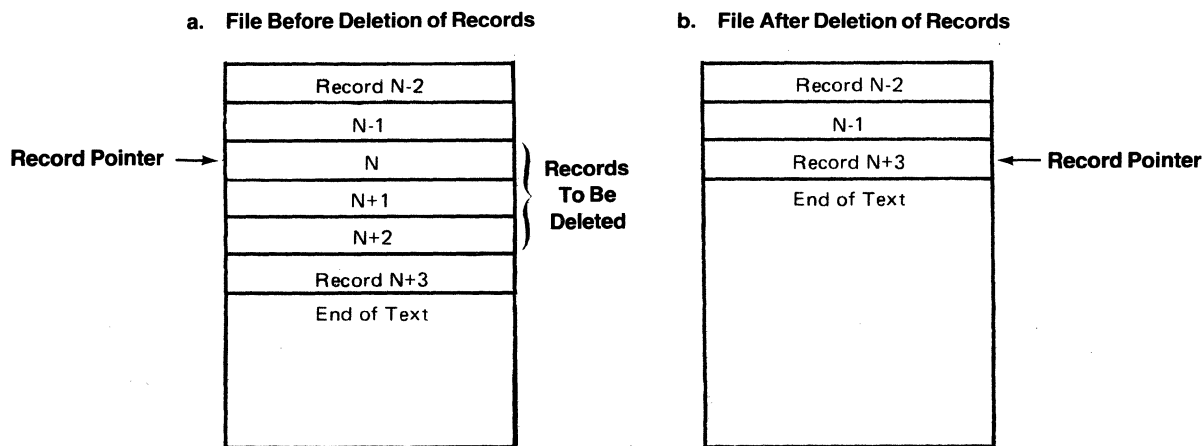 a. File Before Deletion of Records
Record N-2
N-1
Record Pointer
N
N+1
N+2
Records
To Be
Deleted
Record N+3
End of Text
b. File After Deletion of Records
Record N-2
N-1
Record N+3
Record Pointer
End of Text